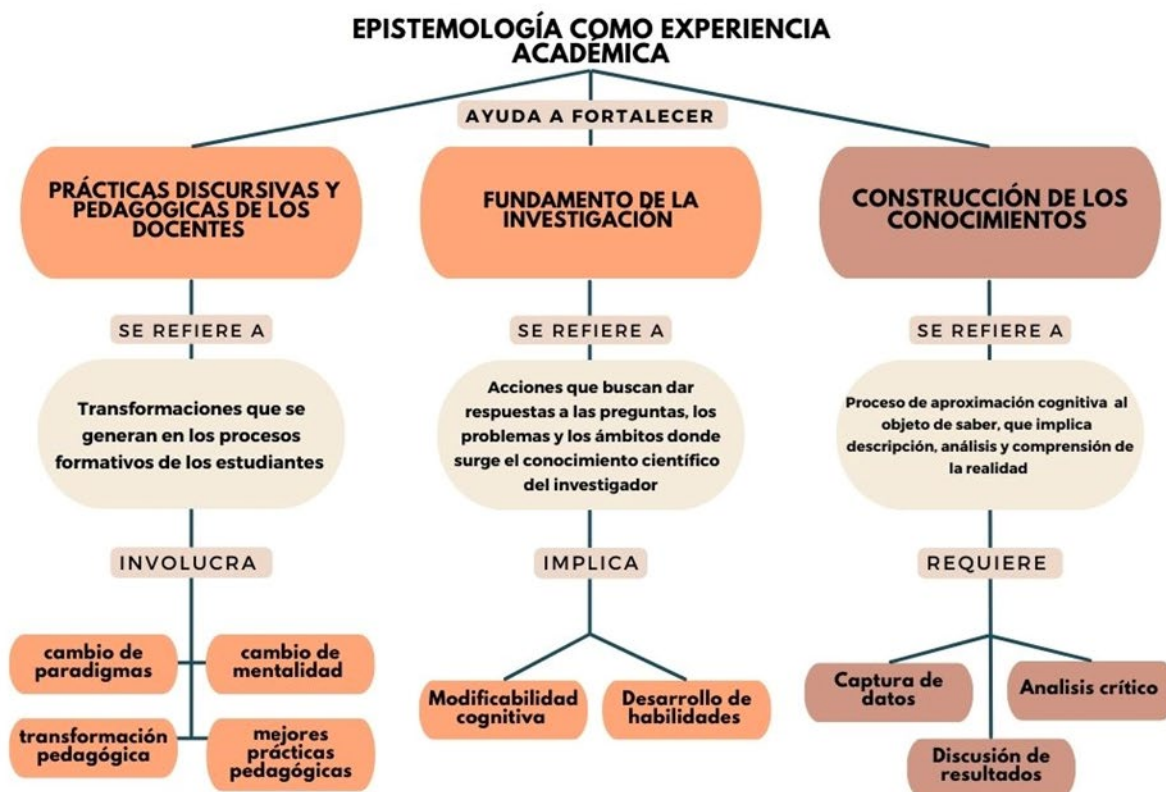 EPISTEMOLOGÍA COMO EXPERIENCIA
ACADÉMICA
AYUDA A FORTALECER
PRÁCTICAS DISCURSIVAS Y
PEDAGÓGICAS DE LOS
DOCENTES
SE REFIERE A
Transformaciones que se
generan en los procesos
formativos de los estudiantes
INVOLUCRA
cambio de
paradigmas
cambio de
mentalidad
transformación
pedagógica
mejores
prácticas
pedagógicas
FUNDAMENTO DE LA
INVESTIGACIÓN
SE REFIERE A
Acciones que buscan dar
respuestas a las preguntas, los
problemas y los ámbitos donde
surge el conocimiento científico
del investigador
IMPLICA
Modificabilidad
cognitiva
Desarrollo de
habilidades
CONSTRUCCIÓN DE LOS
CONOCIMIENTOS
SE REFIERE A
Proceso de aproximación cognitiva al
objeto de saber, que implica
descripción, análisis y comprensión de
la realidad
REQUIERE
Captura de
datos
Analisis crítico
Discusión de
resultados